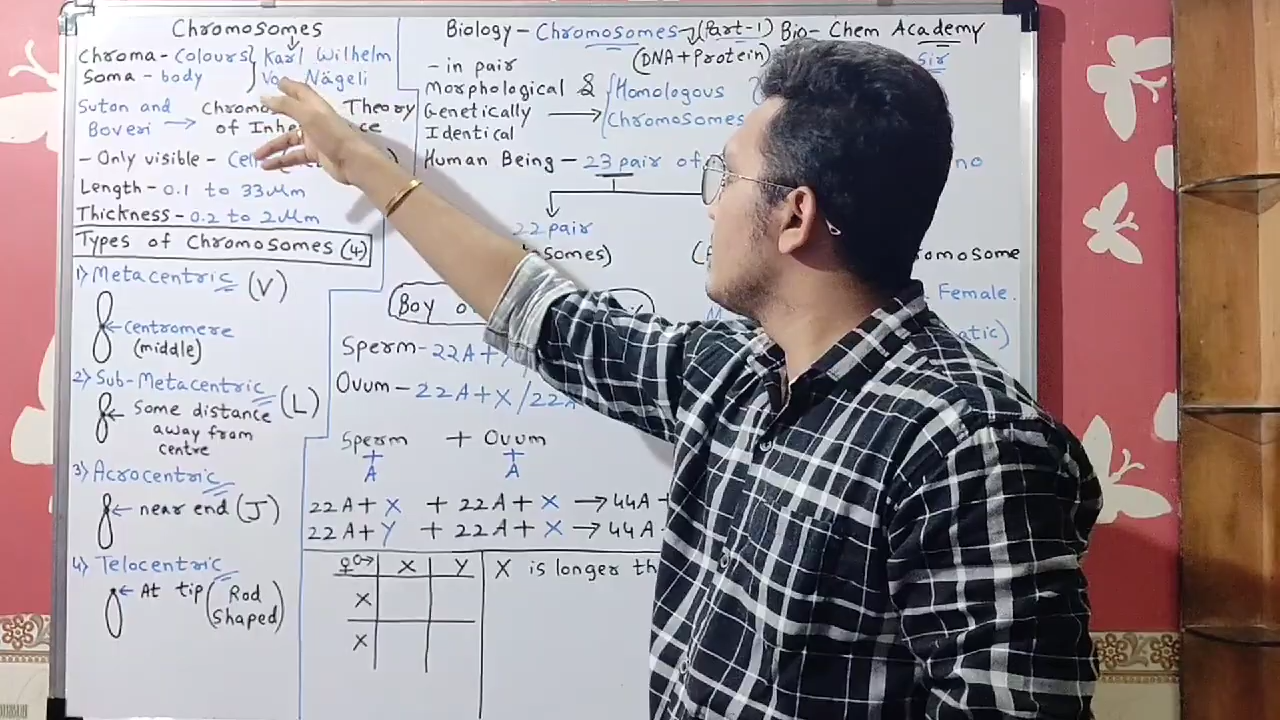 Chromosomes
Chroma - Colours Karl Wilhelm
Soma - body Nägeli
Suton and
Boveri → Theory
of
- Only visible -
Length - 0.1 to 33 μm
Thickness - 0.2 to 2 μm
Types of Chromosomes (4)
1) Metacentric (V)
centromere
(middle)
2) Sub-Metacentric (L)
Some distance
away from
centre
3) Acrocentric
near end (J)
4) Telocentric
At tip (Rod
Shaped)
Biology - Chromosomes → (Part-1) Bio-Chem Academy
(DNA + Protein) Sir
- in pair
Morphological &
Genetically →
Identical
Homologous
Chromosomes
Human Being - 23 pair of no
22 pair
Female.
Boy
Sperm - 22A +
Ovum - 22A + X / 22A
Sperm + Ovum
A A
22A + X + 22A + X → 44A +
22A + Y + 22A + X → 44A
♀ ♂ X Y
X
X
X is longer